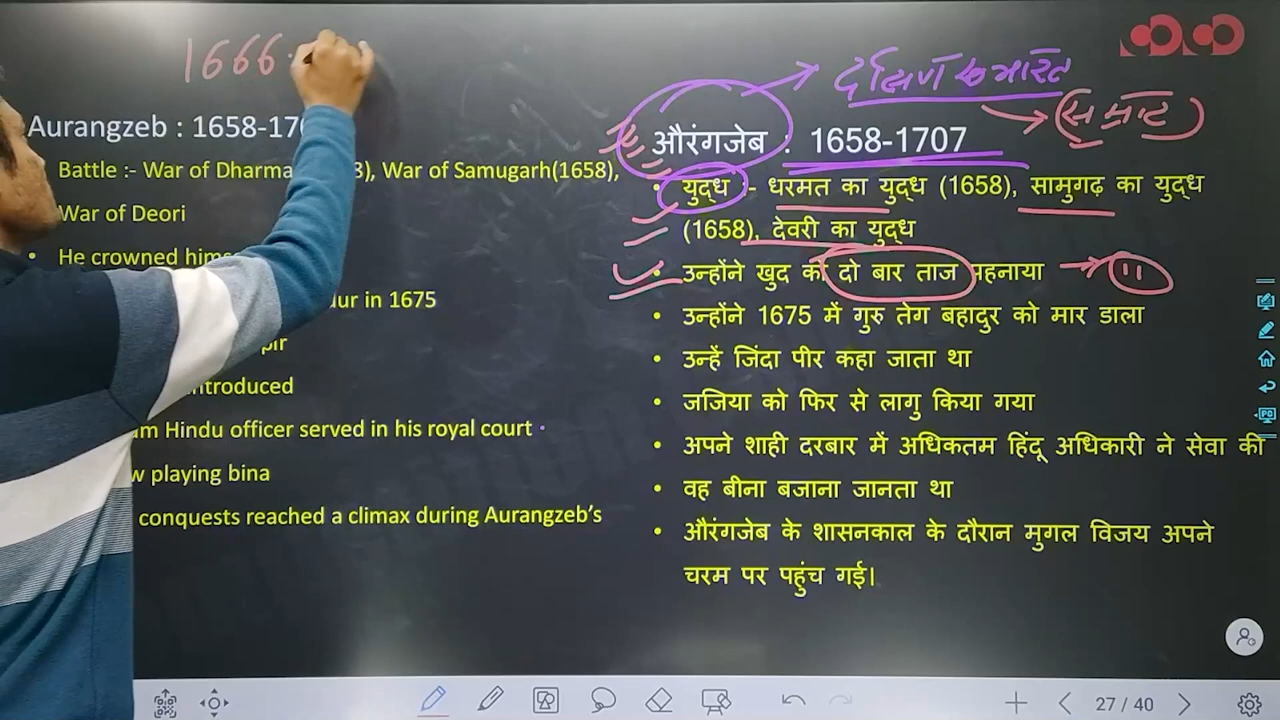 1666
Aurangzeb : 1658-17
Battle :- War of Dharma 3), War of Samugarh(1658),
War of Deori
• He crowned hims
ur in 1675
pir
ntroduced
m Hindu officer served in his royal court
w playing bina
conquests reached a climax during Aurangzeb's
सम्राट
औरंगजेब : 1658-1707
• युद्ध :- धरमत का युद्ध (1658), सामुगढ़ का युद्ध
(1658), देवरी का युद्ध
• उन्होंने खुद को दो बार ताज पहनाया
• उन्होंने 1675 में गुरु तेग बहादुर को मार डाला
• उन्हें जिंदा पीर कहा जाता था
• जजिया को फिर से लागु किया गया
• अपने शाही दरबार में अधिकतम हिंदू अधिकारी ने सेवा की
• वह बीना बजाना जानता था
• औरंगजेब के शासनकाल के दौरान मुगल विजय अपने
चरम पर पहुंच गई।
27 / 40